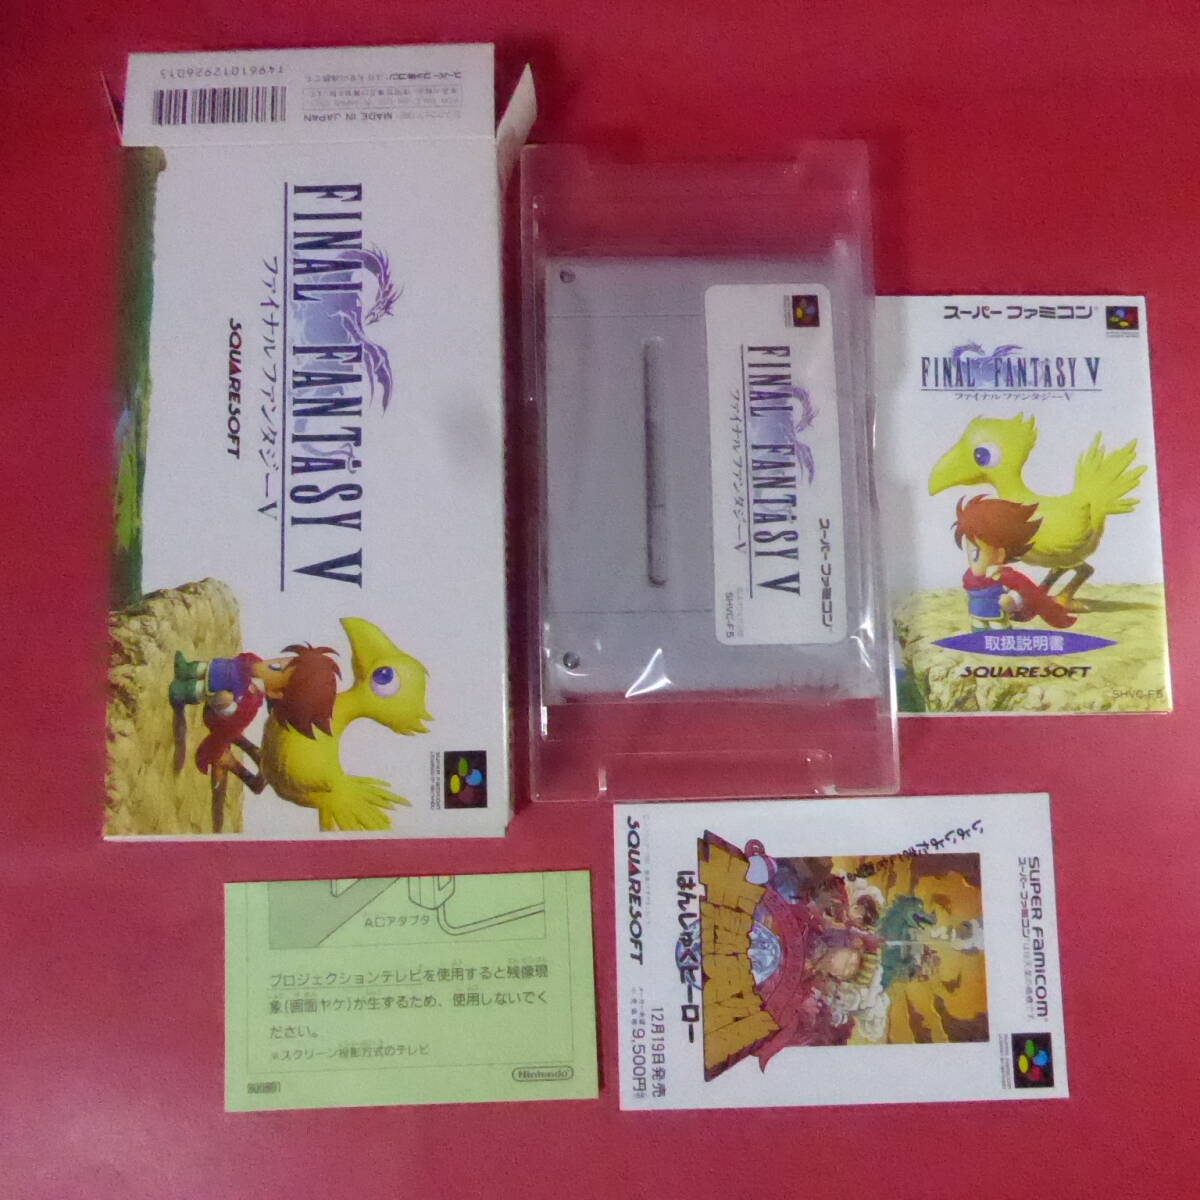 T4961012926015
MADE IN JAPAN
FINAL FANTASY V
ファイナルファンタジーV
SQUARESOFT
SUPER FAMICOM
FINAL FANTASY V
ファイナルファンタジーV
スーパーファミコン
SHVC-F5
スーパーファミコン
FINAL FANTASY V
ファイナルファンタジーV
取扱説明書
SQUARESOFT
SHVC-F5
ACアダプタ
プロジェクションテレビを使用すると残像現
象(画面ヤケ)が生ずるため、使用しないでく
ださい。
※スクリーン投影方式のテレビ
Nintendo
SUPER FAMICOM
スーパーファミコン
半熟英雄
はんじゅくヒーロー
12月19日発売
9,500円
SQUARESOFT